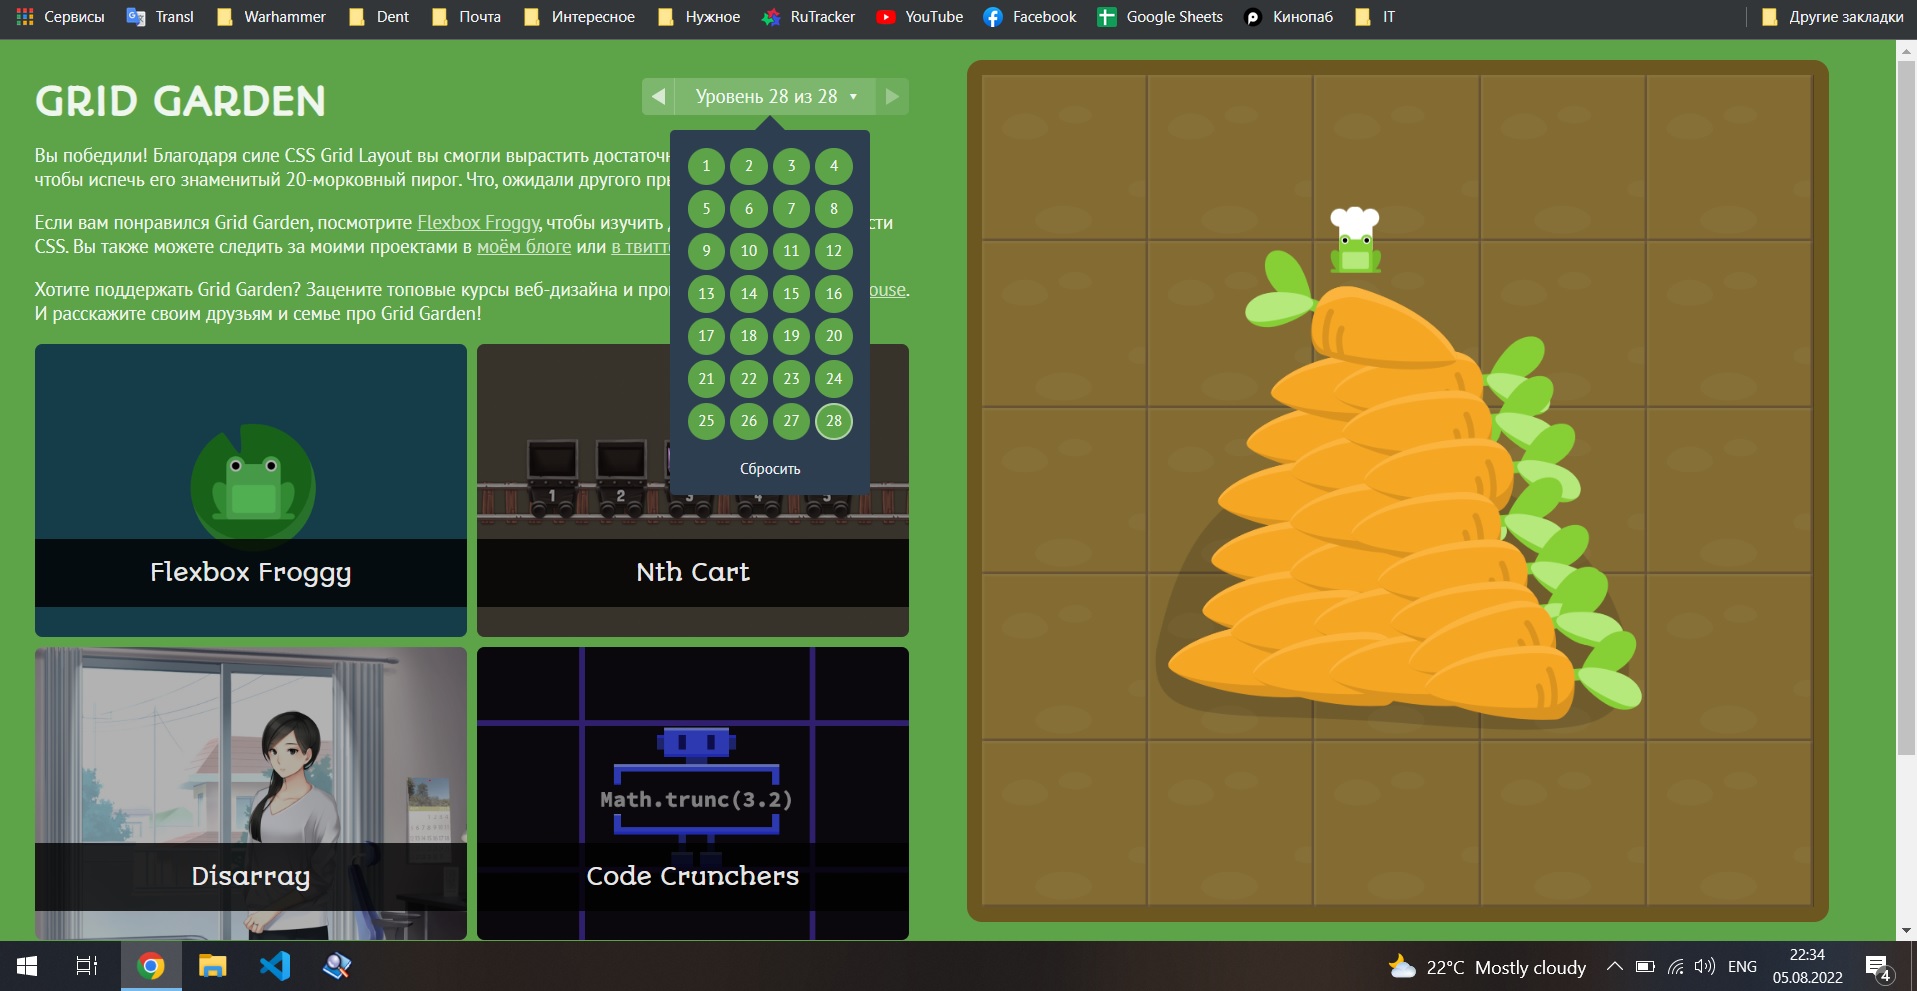 Сервисы Transl Warhammer Dent Почта Интересное Нужное RuTracker YouTube Facebook Google Sheets Кинопаб IT Другие закладки
GRID GARDEN
Уровень 28 из 28
Вы победили! Благодаря силе CSS Grid Layout вы смогли вырастить
чтобы испечь его знаменитый 20-морковный пирог. Что, ожидали другого
Если вам понравился Grid Garden, посмотрите Flexbox Froggy, чтобы изучить
CSS. Вы также можете следить за моими проектами в моём блоге или
Хотите поддержать Grid Garden? Зацените топовые курсы веб-дизайна и
И расскажите своим друзьям и семье про Grid Garden!
1 2 3 4
5 6 7 8
9 10 11 12
13 14 15 16
17 18 19 20
21 22 23 24
25 26 27 28
Сбросить
1 2 3 4 5
Flexbox Froggy
Nth Cart
Math.trunc(3.2)
Disarray
Code Crunchers
22°C Mostly cloudy
ENG
22:34
05.08.2022
4